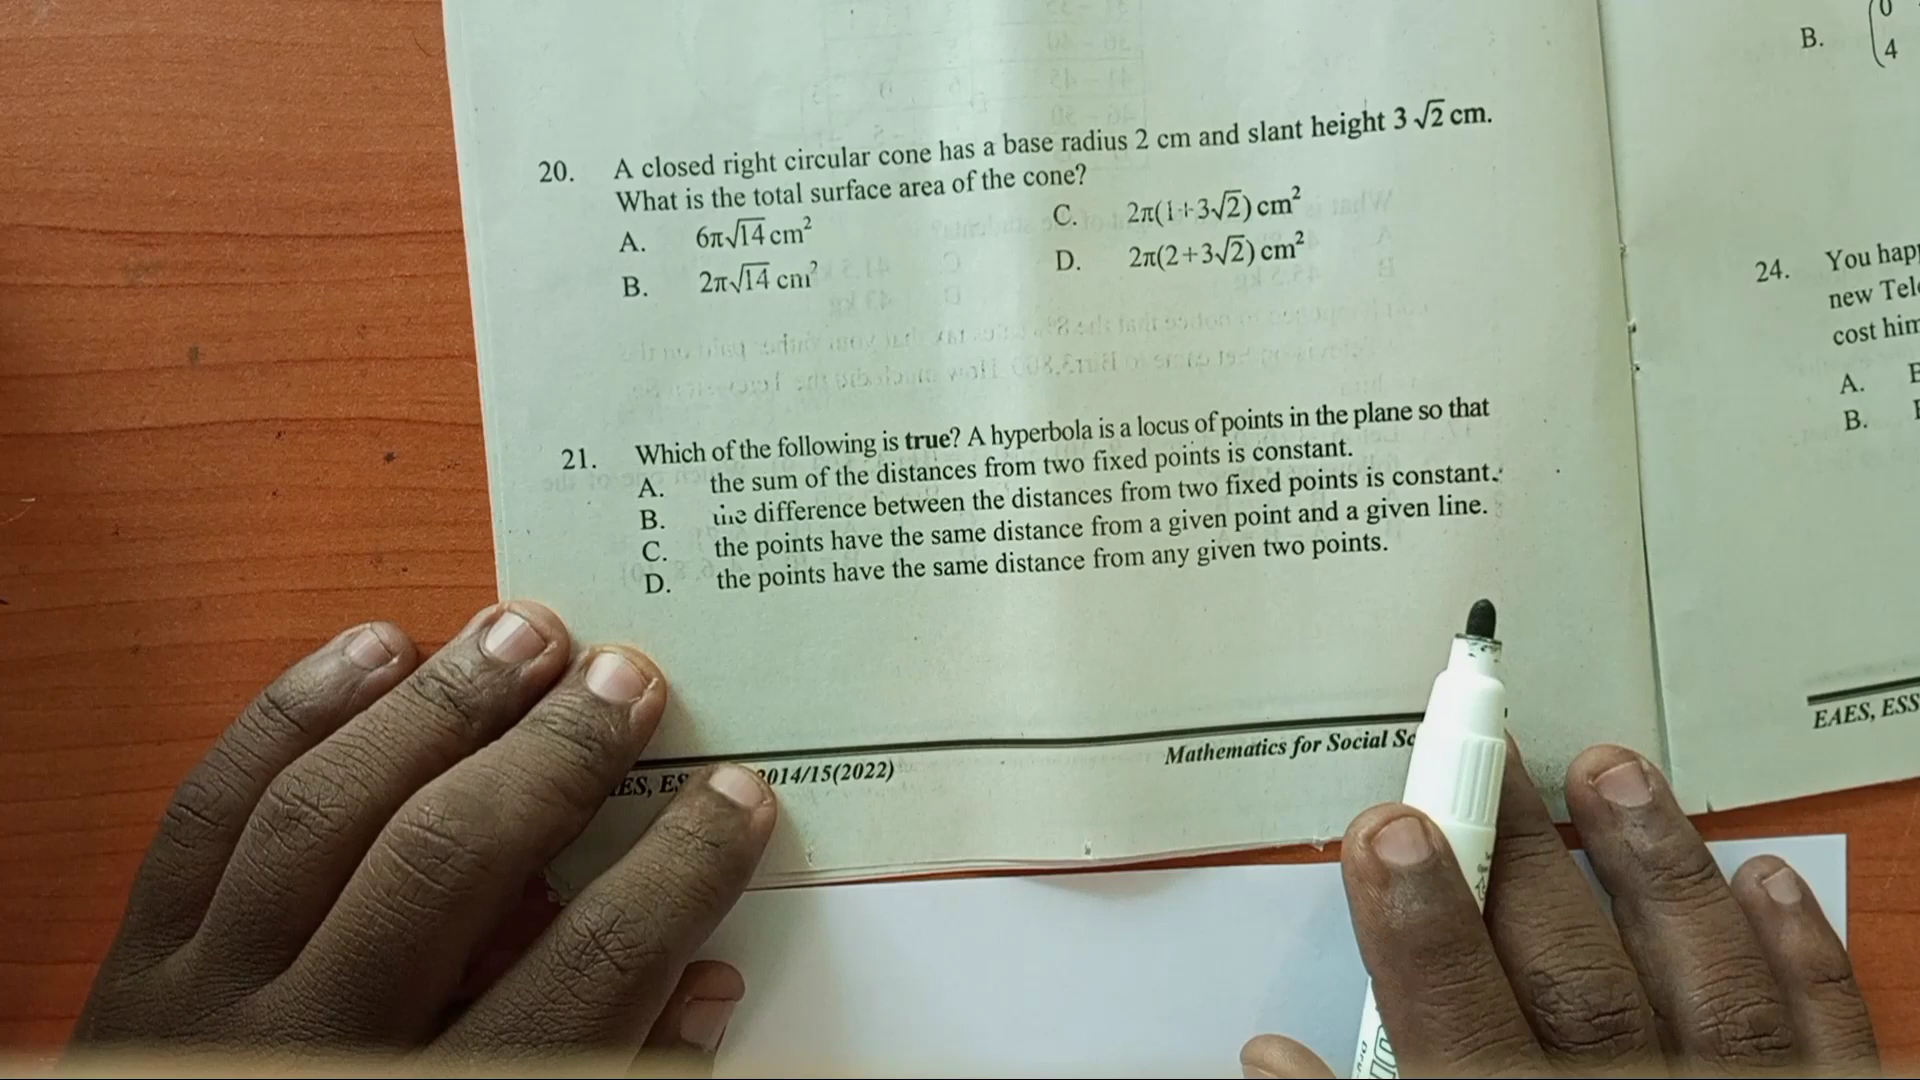 20. A closed right circular cone has a base radius 2 cm and slant height 3√2 cm.
What is the total surface area of the cone?
A. 6π√14 cm²
B. 2π√14 cm²
C. 2π(1+3√2) cm²
D. 2π(2+3√2) cm²
21. Which of the following is true? A hyperbola is a locus of points in the plane so that
A. the sum of the distances from two fixed points is constant.
B. the difference between the distances from two fixed points is constant.
C. the points have the same distance from a given point and a given line.
D. the points have the same distance from any given two points.
2014/15(2022)
Mathematics for Social
B. 0
4
24. You
new
cost
A.
B.
EAES,